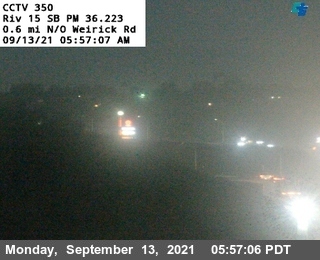 CCTV 350
Riv 15 SB PM 36.223
0.6 mi N/O Weirick Rd
09/13/21 05:57:07 AM
Monday, September 13, 2021 05:57:06 PDT